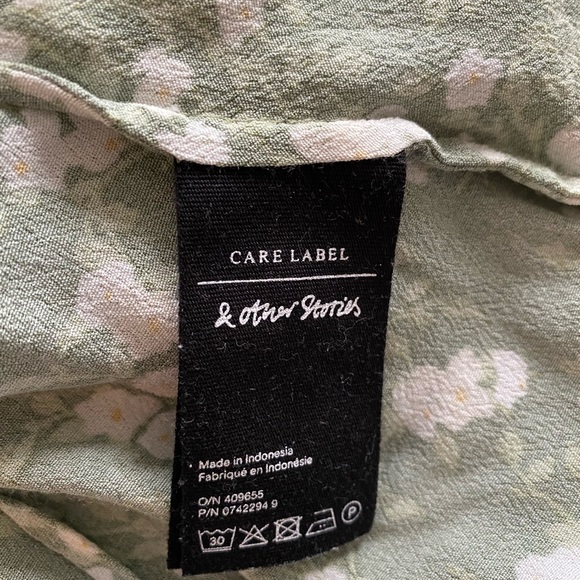 CARE LABEL
& other Stories
Made in Indonesia
Fabriqué en Indonésie
O/N 409655
P/N 0742294 9
30 P